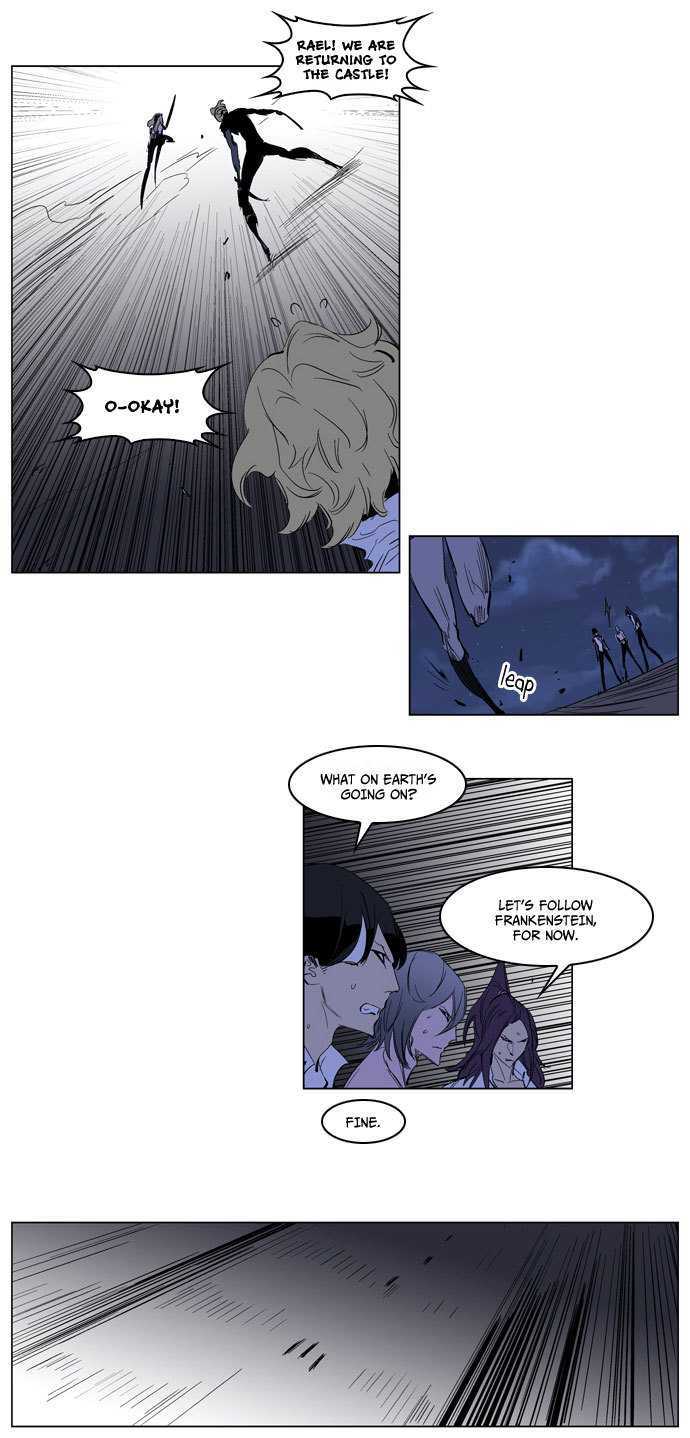 RAEL! WE ARE
RETURNING TO
THE CASTLE!
O-OKAY!
leap
WHAT ON EARTH'S
GOING ON?
LET'S FOLLOW
FRANKENSTEIN,
FOR NOW.
FINE.